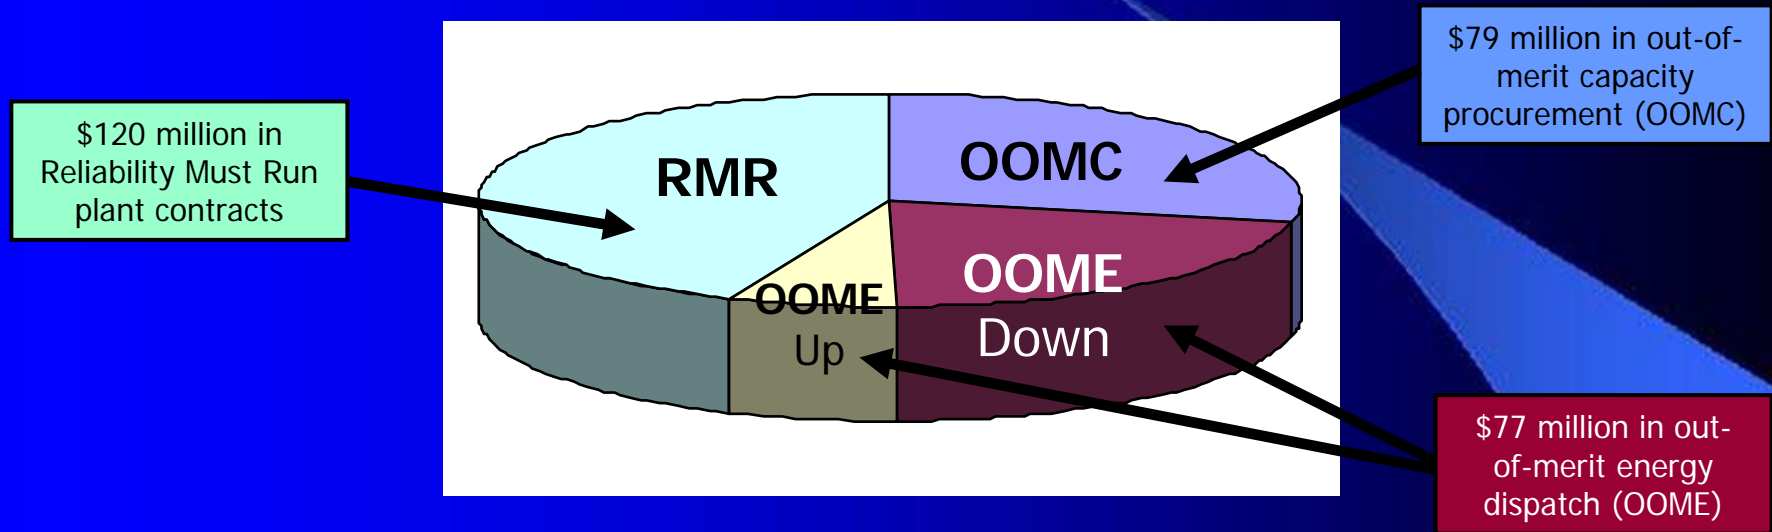 $79 million in out-of-
merit capacity
procurement (OOMC)
$120 million in
Reliability Must Run
plant contracts
RMR
OOMC
OOME
Up
OOME
Down
$77 million in out-
of-merit energy
dispatch (OOME)